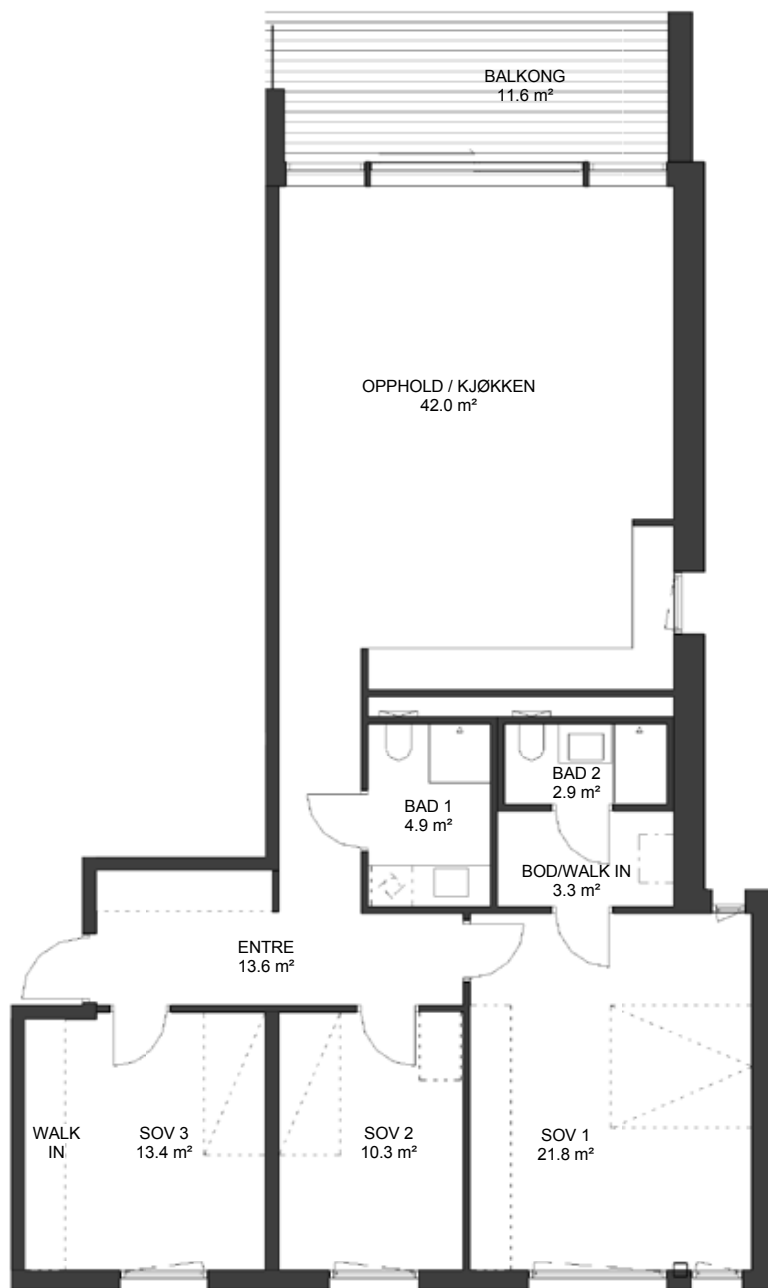 BALKONG
11.6 m²
OPPHOLD / KJØKKEN
42.0 m²
BAD 2
2.9 m²
BAD 1
4.9 m²
BOD/WALK IN
3.3 m²
ENTRE
13.6 m²
WALK
IN
SOV 3
13.4 m²
SOV 2
10.3 m²
SOV 1
21.8 m²